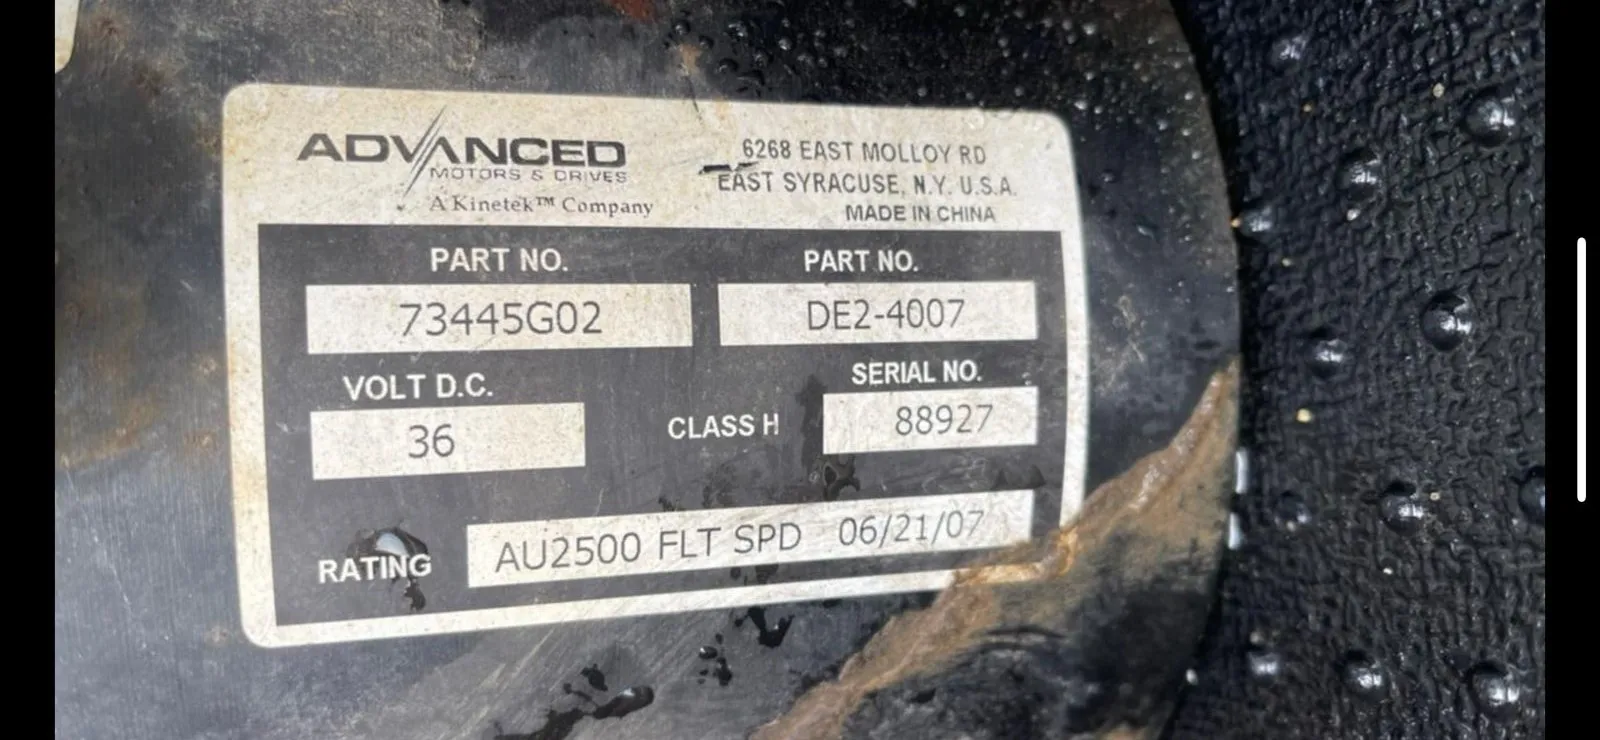 ADVANCED
MOTORS & DRIVES
A Kinetek™ Company
6268 EAST MOLLOY RD
EAST SYRACUSE, N.Y. U.S.A.
MADE IN CHINA
PART NO.
73445G02
PART NO.
DE2-4007
VOLT D.C.
36
CLASS H
SERIAL NO.
88927
RATING
AU2500 FLT SPD 06/21/07